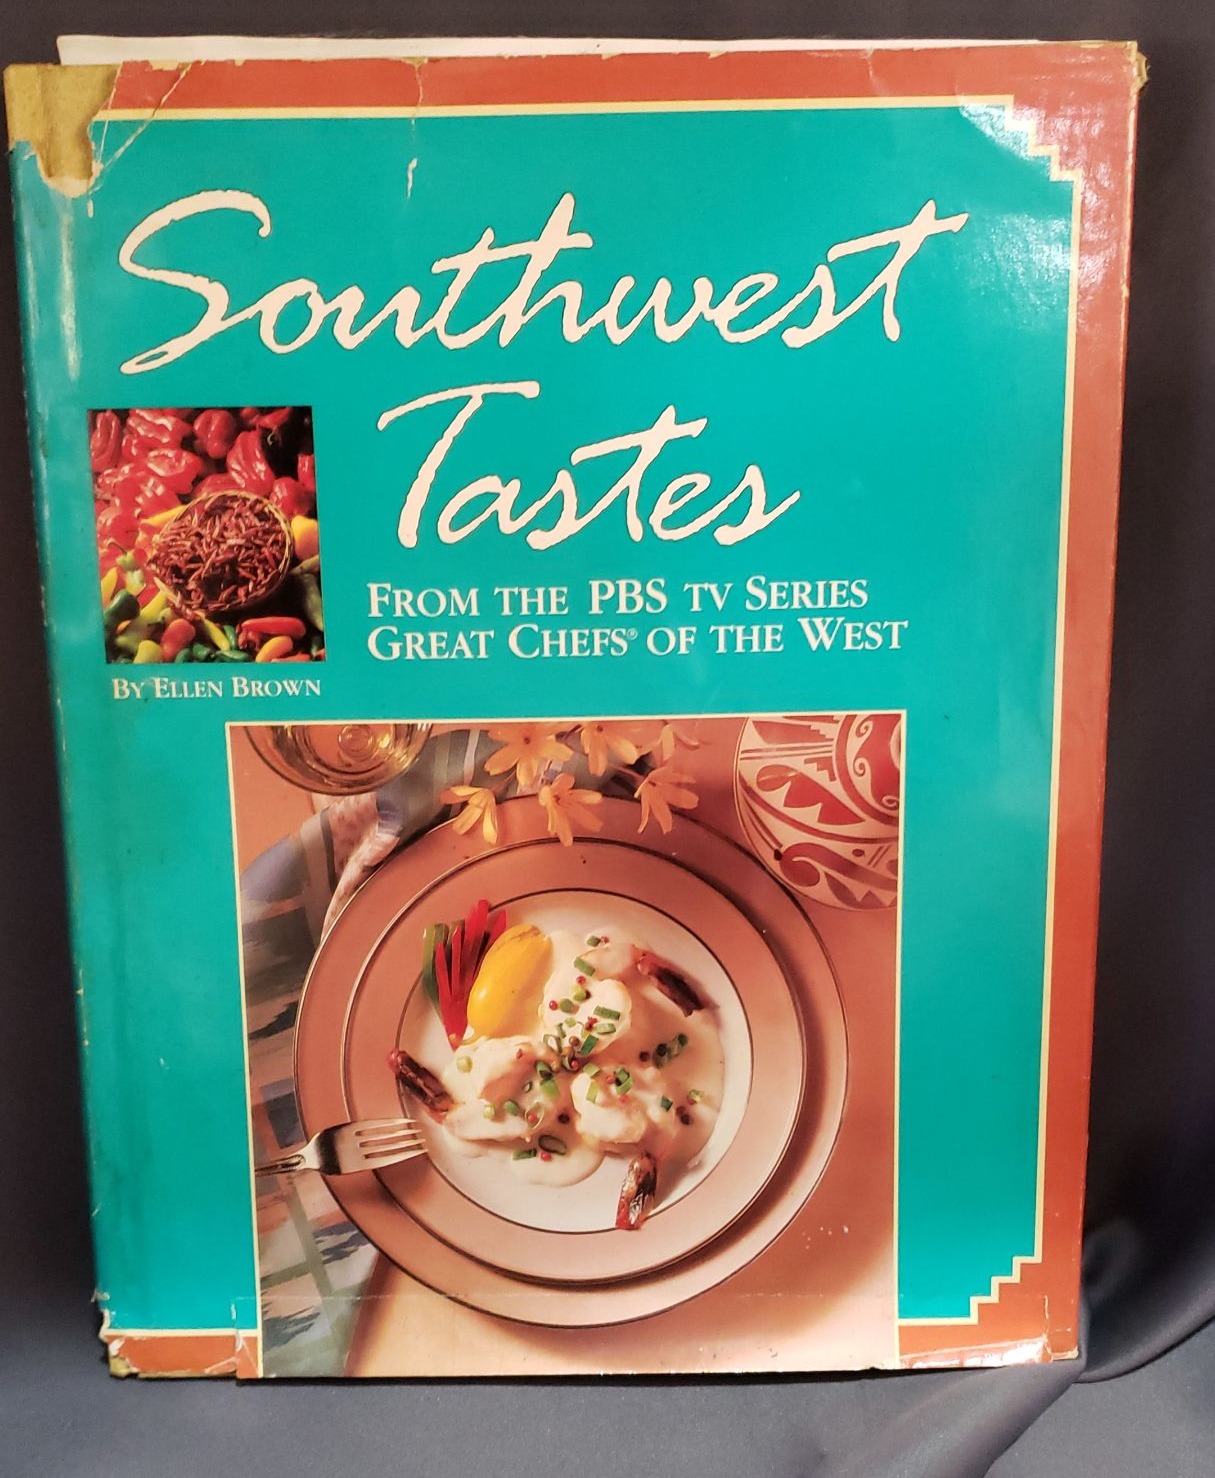 Southwest
Tastes
FROM THE PBS TV SERIES
GREAT CHEFS® OF THE WEST
BY ELLEN BROWN